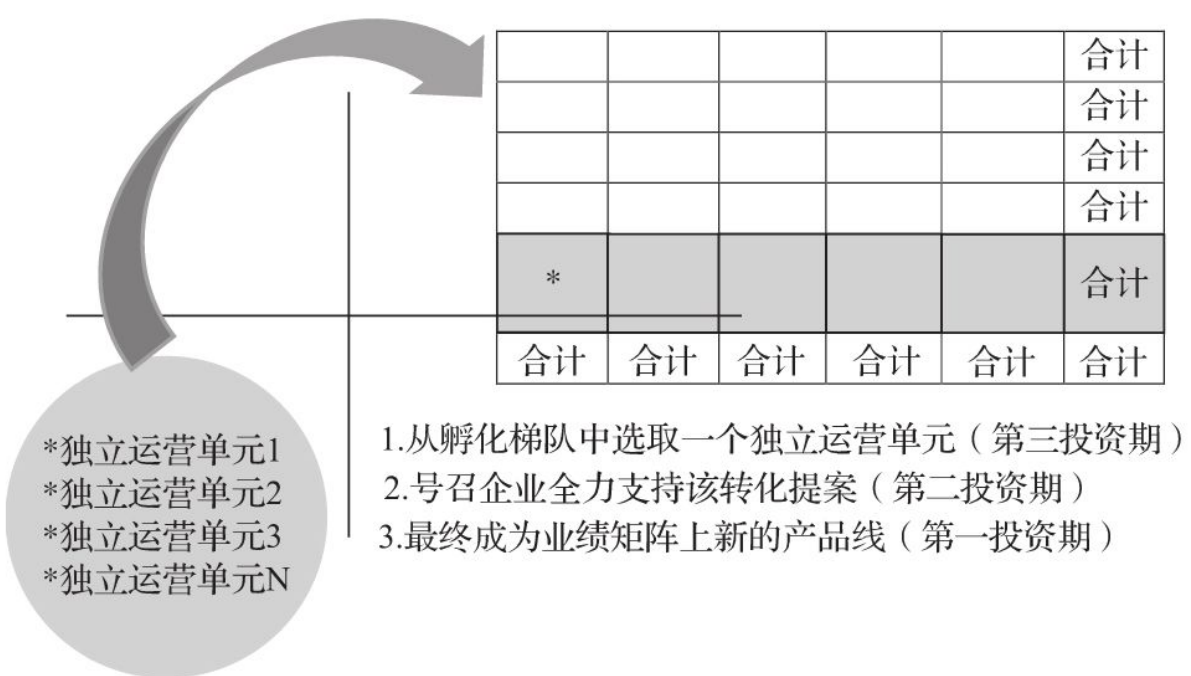 合计
合计
合计
合计
* 合计
合计 合计 合计 合计 合计 合计
*独立运营单元1
*独立运营单元2
*独立运营单元3
*独立运营单元N
1.从孵化梯队中选取一个独立运营单元（第三投资期）
2.号召企业全力支持该转化提案（第二投资期）
3.最终成为业绩矩阵上新的产品线（第一投资期）